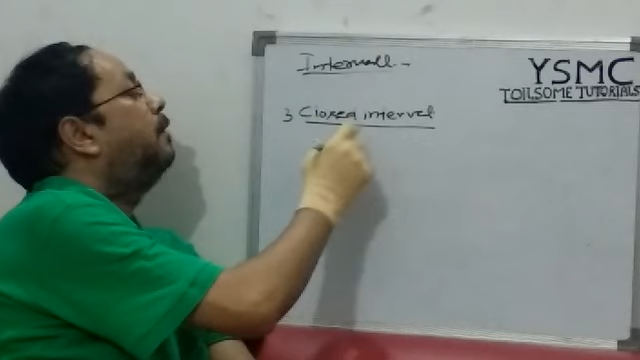 Intervall -
YSMC
TOILSOME TUTORIALS
3 Closed interval